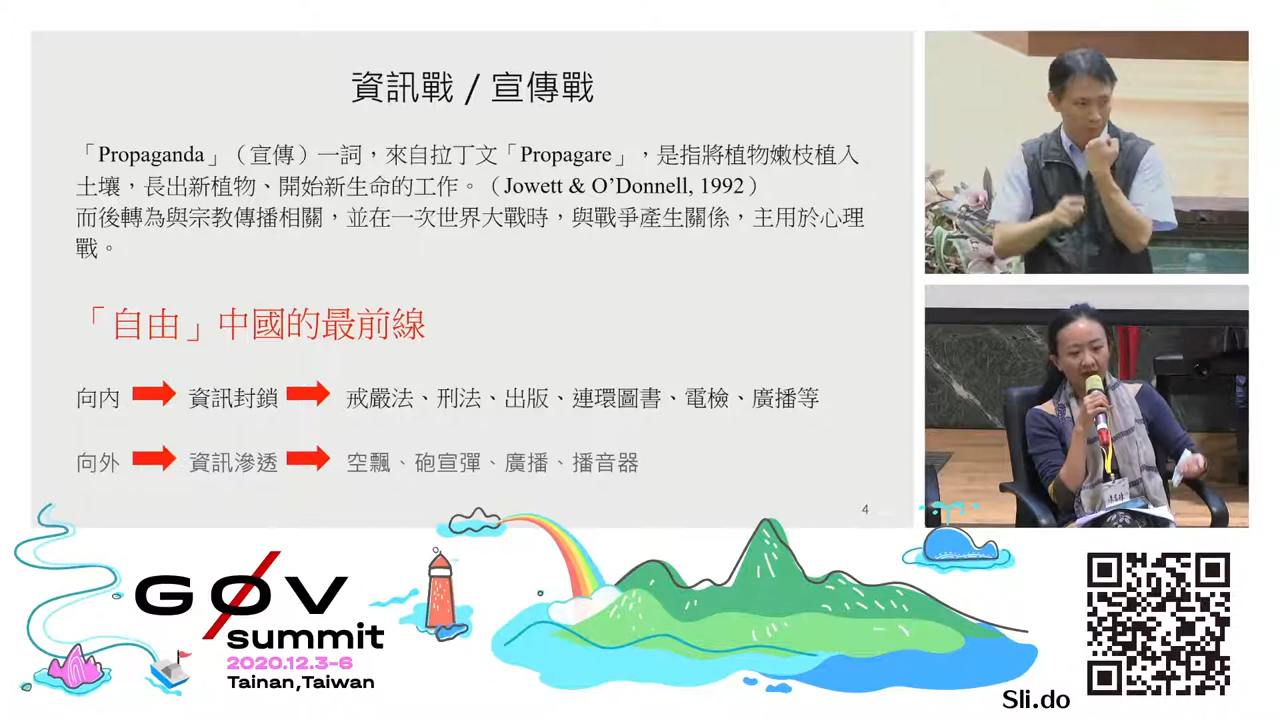 資訊戰 / 宣傳戰
「Propaganda」（宣傳）一詞，來自拉丁文「Propagare」，是指將植物嫩枝植入
土壤，長出新植物、開始新生命的工作。（Jowett & O’Donnell, 1992）
而後轉為與宗教傳播相關，並在一次世界大戰時，與戰爭產生關係，主用於心理
戰。
「自由」中國的最前線
向內 資訊封鎖 戒嚴法、刑法、出版、連環圖書、電檢、廣播等
向外 資訊滲透 空飄、砲宣彈、廣播、播音器
4
GØV
summit
2020.12.3-6
Tainan,Taiwan
Sli.do